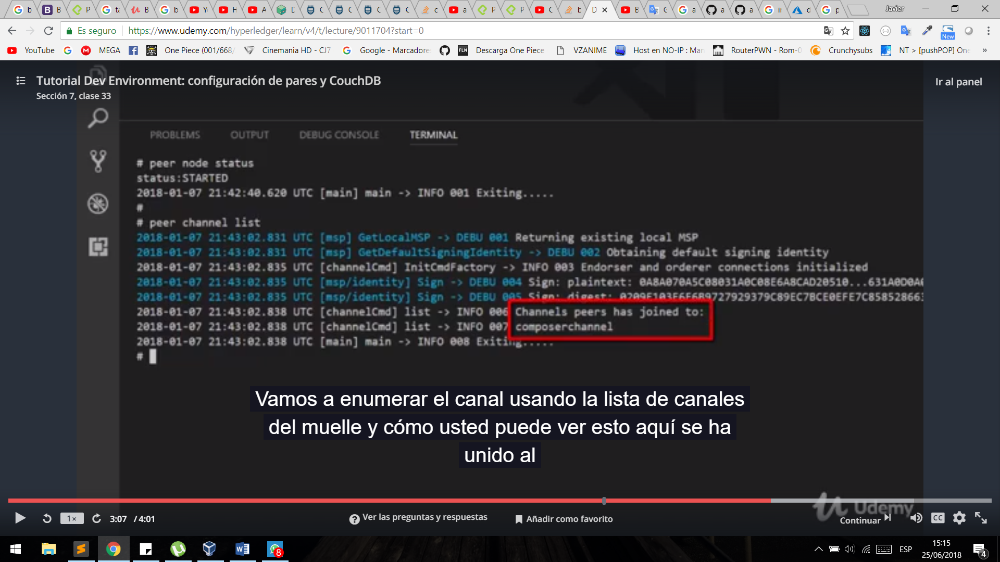 b B P ta B b Y H A D C C C C c a P P C b D B G a a a in d p Javier
Es seguro https://www.udemy.com/hyperledger/learn/v4/t/lecture/9011704?start=0 New
YouTube MEGA One Piece (001/668/ Cinemania HD - CJ7 Google - Marcadore FLN Descarga One Piece VZANIME Host en NO-IP : Man RouterPWN - Rom-0 Crunchysubs NT > [pushPOP] One »
Tutorial Dev Environment: configuración de pares y CouchDB
Ir al panel
Sección 7, clase 33
PROBLEMS OUTPUT DEBUG CONSOLE TERMINAL
# peer node status
status:STARTED
2018-01-07 21:42:40.620 UTC [main] main -> INFO 001 Exiting.....
#
# peer channel list
2018-01-07 21:43:02.831 UTC [msp] GetLocalMSP -> DEBU 001 Returning existing local MSP
2018-01-07 21:43:02.831 UTC [msp] GetDefaultSigningIdentity -> DEBU 002 Obtaining default signing identity
2018-01-07 21:43:02.835 UTC [channelCmd] InitCmdFactory -> INFO 003 Endorser and orderer connections initialized
2018-01-07 21:43:02.835 UTC [msp/identity] Sign -> DEBU 004 Sign: plaintext: 0A8A070A5C08031A0C08E6A8CAD20510...631A0D0A0
2018-01-07 21:43:02.835 UTC [msp/identity] Sign -> DEBU 005 Sign: digest:
2018-01-07 21:43:02.838 UTC [channelCmd] list -> INFO 006 Channels peers has joined to:
2018-01-07 21:43:02.838 UTC [channelCmd] list -> INFO 007 composerchannel
2018-01-07 21:43:02.838 UTC [main] main -> INFO 008 Exiting.....
#
Vamos a enumerar el canal usando la lista de canales
del muelle y cómo usted puede ver esto aquí se ha
unido al
Udemy
1× 3:07 / 4:01 Ver las preguntas y respuestas Añadir como favorito Continuar CC
8 ESP 15:15
25/06/2018 4